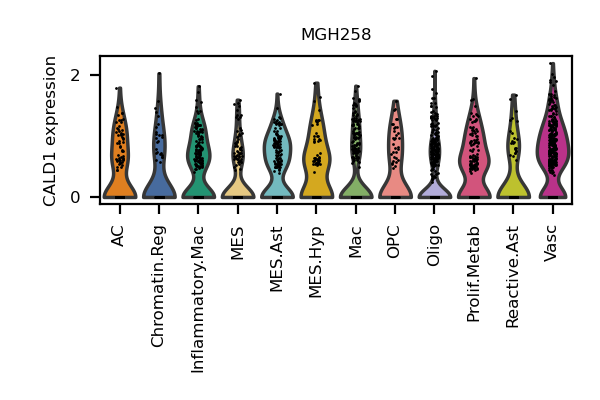 MGH258
CALD1 expression
2
0
AC
Chromatin.Reg
Inflammatory.Mac
MES
MES.Ast
MES.Hyp
Mac
OPC
Oligo
Prolif.Metab
Reactive.Ast
Vasc